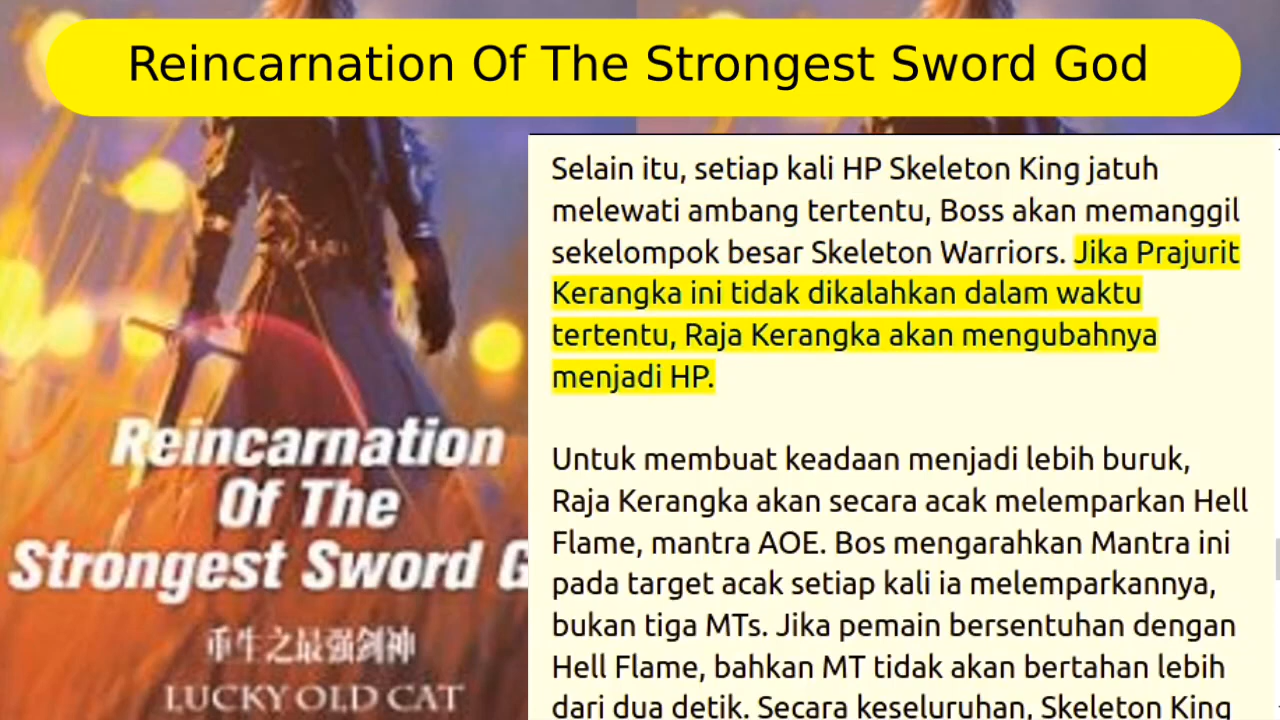 Reincarnation Of The Strongest Sword God
Reincarnation
Of The
Strongest Sword G
重生之最强剑神
LUCKY OLD CAT
Selain itu, setiap kali HP Skeleton King jatuh
melewati ambang tertentu, Boss akan memanggil
sekelompok besar Skeleton Warriors. Jika Prajurit
Kerangka ini tidak dikalahkan dalam waktu
tertentu, Raja Kerangka akan mengubahnya
menjadi HP.
Untuk membuat keadaan menjadi lebih buruk,
Raja Kerangka akan secara acak melemparkan Hell
Flame, mantra AOE. Bos mengarahkan Mantra ini
pada target acak setiap kali ia melemparkannya,
bukan tiga MTs. Jika pemain bersentuhan dengan
Hell Flame, bahkan MT tidak akan bertahan lebih
dari dua detik. Secara keseluruhan, Skeleton King